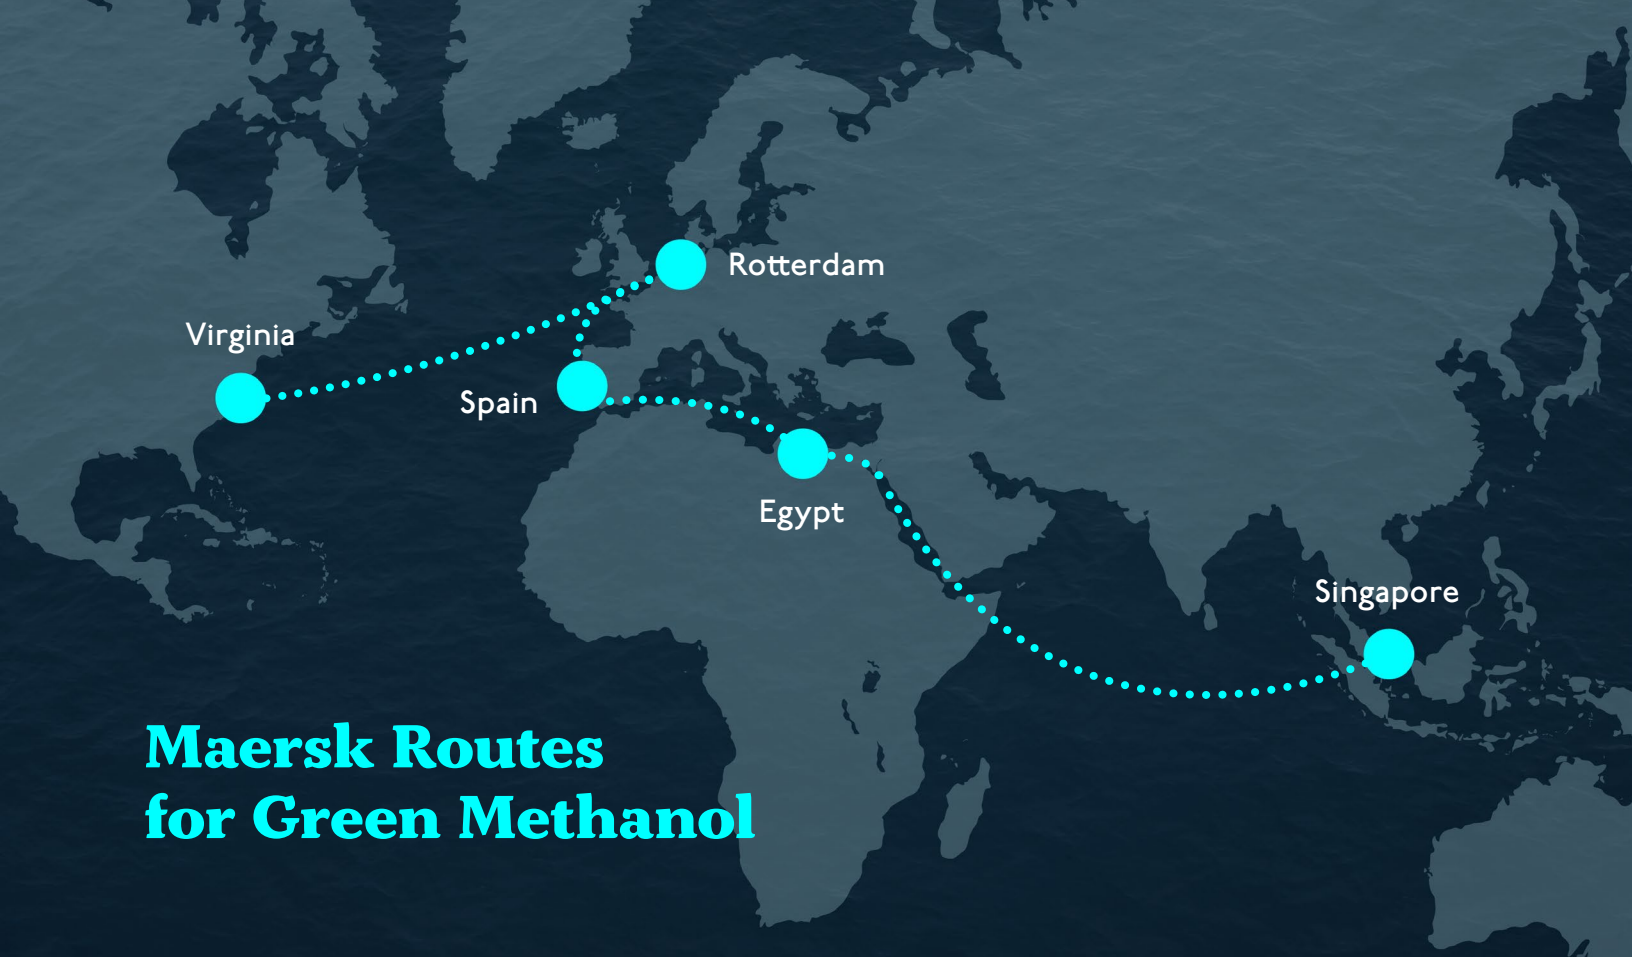 Rotterdam
Virginia
Spain
Egypt
Singapore
Maersk Routes
for Green Methanol